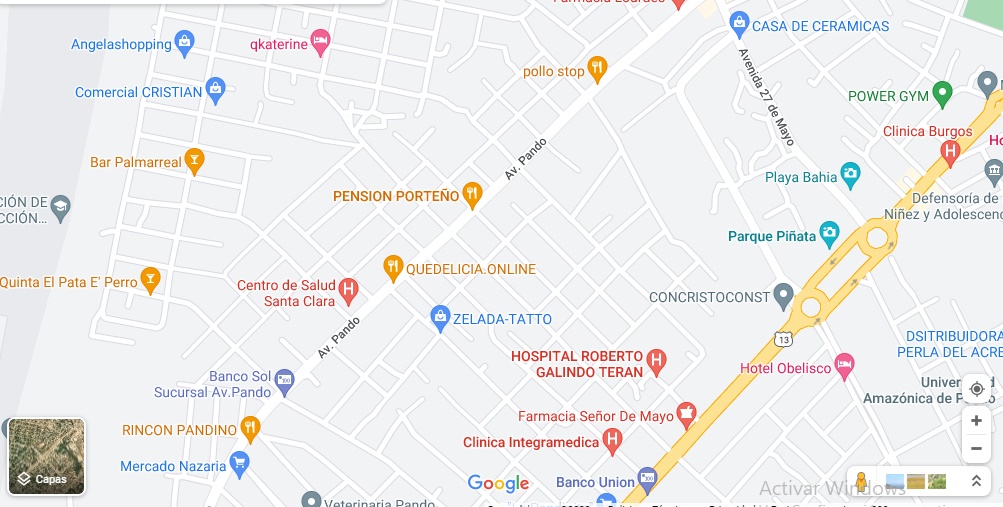 Farmacia Lourdes
CASA DE CERAMICAS
Angelashopping
qkaterine
pollo stop
Avenida 27 de Mayo
Comercial CRISTIAN
POWER GYM
Clinica Burgos
Av. Pando
Bar Palmarreal
Playa Bahia
PENSION PORTEÑO
Defensoría de
Niñez y Adolescenc
CIÓN DE
CCIÓN...
Parque Piñata
QUEDELICIA.ONLINE
Quinta El Pata E' Perro
Centro de Salud
Santa Clara
CONCRISTOCONST
ZELADA-TATTO
Av. Pando
13
DSITRIBUIDORA
PERLA DEL ACRE
HOSPITAL ROBERTO
GALINDO TERAN
Hotel Obelisco
Banco Sol
Sucursal Av.Pando
Amazónica de P
Farmacia Señor De Mayo
RINCON PANDINO
Clinica Integramedica
Mercado Nazaria
Capas
Google
Banco Union
Activar Windows
Veterinaria Pando